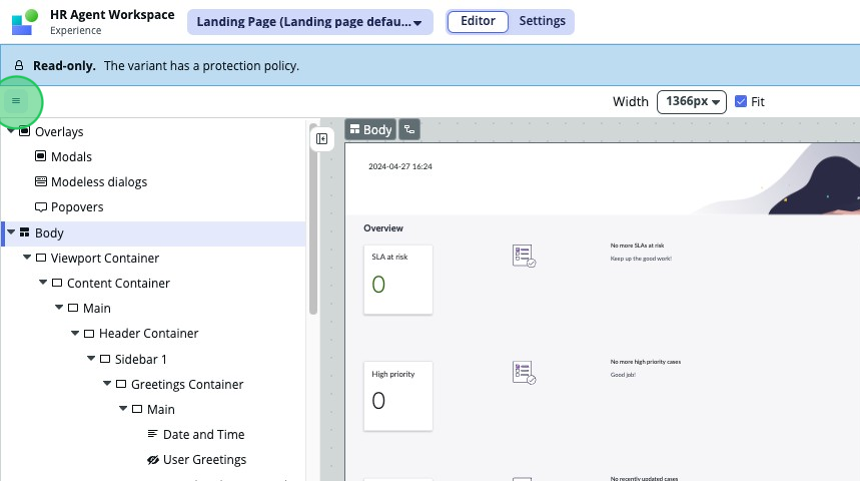 HR Agent Workspace
Experience
Landing Page (Landing page defau...
Editor
Settings
Read-only. The variant has a protection policy.
Width
1366px
Fit
Overlays
Modals
Modeless dialogs
Popovers
Body
Viewport Container
Content Container
Main
Header Container
Sidebar 1
Greetings Container
Main
Date and Time
User Greetings
Body
2024-04-27 16:24
Overview
SLA at risk
0
No more SLAs at risk
Keep up the good work!
High priority
0
No more high priority cases
Good job!
No recently updated cases